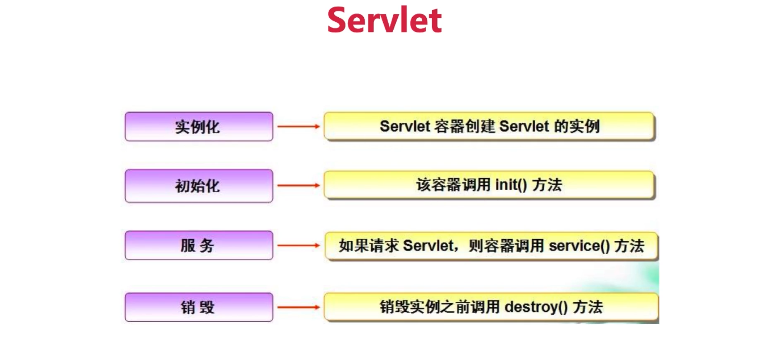 Servlet
实例化
Servlet 容器创建 Servlet 的实例
初始化
该容器调用 init() 方法
服 务
如果请求 Servlet，则容器调用 service() 方法
销 毁
销毁实例之前调用 destroy() 方法